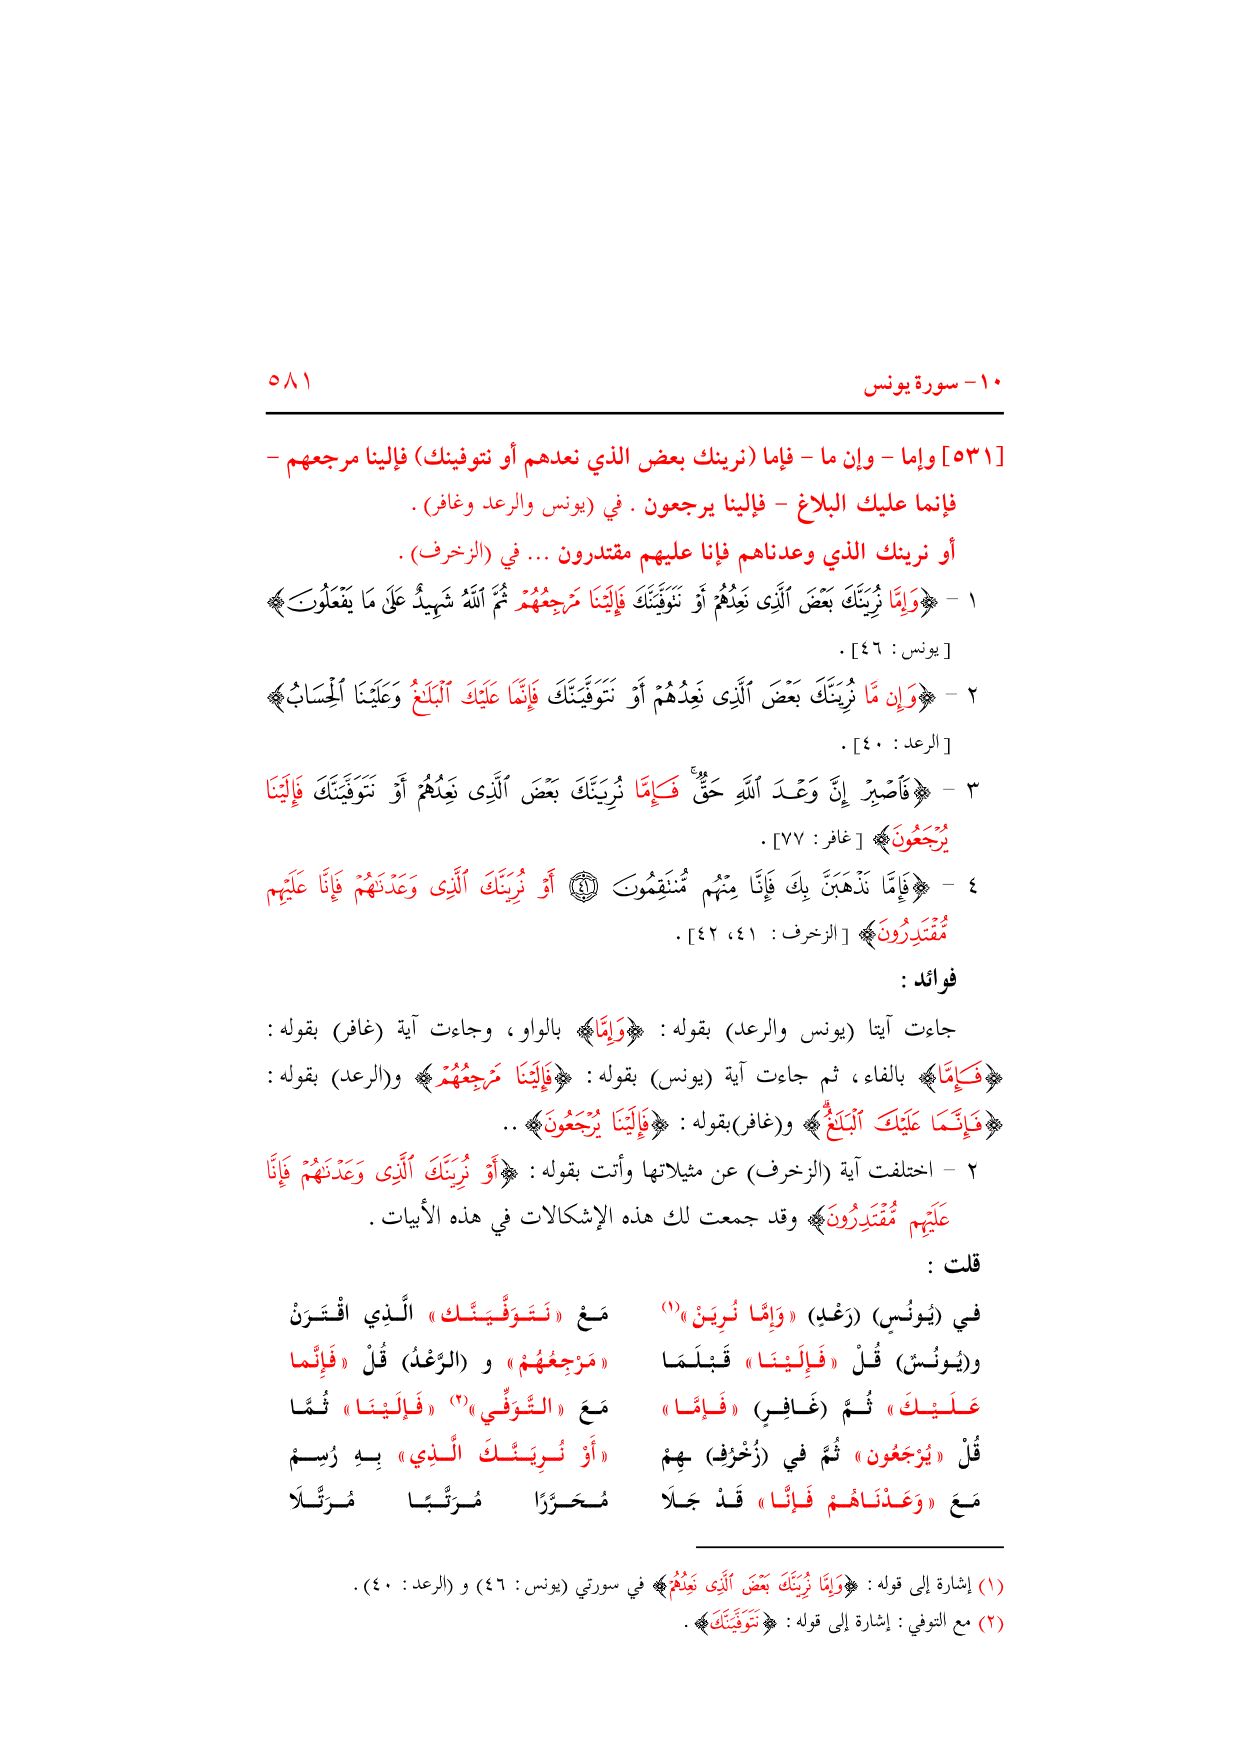 ١٠- سورة يونس ٥٨١
[٥٣١] وإما – وإن ما – فإما (نرينك بعض الذي نعدهم أو نتوفينك) فإلينا مرجعهم –
فإنما عليك البلاغ – فإلينا يرجعون . في (يونس والرعد وغافر) .
أو نرينك الذي وعدناهم فإنا عليهم مقتدرون ... في (الزخرف) .
١ – ﴿وَإِمَّا نُرِيَنَّكَ بَعْضَ ٱلَّذِى نَعِدُهُمْ أَوْ نَتَوَفَّيَنَّكَ فَإِلَيْنَا مَرْجِعُهُمْ ثُمَّ ٱللَّهُ شَهِيدٌ عَلَىٰ مَا يَفْعَلُونَ﴾
[يونس : ٤٦] .
٢ – ﴿وَإِن مَّا نُرِيَنَّكَ بَعْضَ ٱلَّذِى نَعِدُهُمْ أَوْ نَتَوَفَّيَنَّكَ فَإِنَّمَا عَلَيْكَ ٱلْبَلَـٰغُ وَعَلَيْنَا ٱلْحِسَابُ﴾
[الرعد : ٤٠] .
٣ – ﴿فَٱصْبِرْ إِنَّ وَعْدَ ٱللَّهِ حَقٌّ ۚ فَإِمَّا نُرِيَنَّكَ بَعْضَ ٱلَّذِى نَعِدُهُمْ أَوْ نَتَوَفَّيَنَّكَ فَإِلَيْنَا
يُرْجَعُونَ﴾ [غافر : ٧٧] .
٤ – ﴿فَإِمَّا نَذْهَبَنَّ بِكَ فَإِنَّا مِنْهُم مُّنتَقِمُونَ ٤١ أَوْ نُرِيَنَّكَ ٱلَّذِى وَعَدْنَـٰهُمْ فَإِنَّا عَلَيْهِم
مُّقْتَدِرُونَ﴾ [الزخرف : ٤١، ٤٢] .
فوائد :
جاءت آيتا (يونس والرعد) بقوله : ﴿وَإِمَّا﴾ بالواو، وجاءت آية (غافر) بقوله :
﴿فَإِمَّا﴾ بالفاء، ثم جاءت آية (يونس) بقوله : ﴿فَإِلَيْنَا مَرْجِعُهُمْ﴾ و(الرعد) بقوله :
﴿فَإِنَّمَا عَلَيْكَ ٱلْبَلَـٰغُ ۗ﴾ و(غافر)بقوله : ﴿فَإِلَيْنَا يُرْجَعُونَ﴾ ..
٢ – اختلفت آية (الزخرف) عن مثيلاتها وأتت بقوله : ﴿أَوْ نُرِيَنَّكَ ٱلَّذِى وَعَدْنَـٰهُمْ فَإِنَّا
عَلَيْهِم مُّقْتَدِرُونَ﴾ وقد جمعت لك هذه الإشكالات في هذه الأبيات .
قلت :
في (يُونُسٍ) (رَعْدٍ) «وَإِمَّا نُرِيَنْ»(١) مَعْ «نَتَوَفَّيَنَّك» الَّذِي اقْتَرَنْ
و(يُونُسٌ) قُلْ «فَإِلَيْنَا» قَبْلَمَا «مَرْجِعُهُمْ» و (الرَّعْدُ) قُلْ «فَإِنَّما
عَلَيْكَ» ثُمَّ (غَافِرٍ) «فَإِمَّا» مَعَ «التَّوَفِّي»(٢) «فَإِلَيْنَا» ثُمَّا
قُلْ «يُرْجَعُون» ثُمَّ في (زُخْرُفٍ) بِهِمْ «أَوْ نُرِيَنَّكَ الَّذِي» بِهِ رُسِمْ
مَعَ «وَعَدْنَاهُمْ فَإِنَّا» قَدْ جَلَا مُحَرَّرًا مُرَتَّبًا مُرَتَّلَا
(١) إشارة إلى قوله : ﴿وَإِمَّا نُرِيَنَّكَ بَعْضَ ٱلَّذِى نَعِدُهُمْ﴾ في سورتي (يونس : ٤٦) و (الرعد : ٤٠) .
(٢) مع التوفي : إشارة إلى قوله : ﴿نَتَوَفَّيَنَّكَ﴾ .